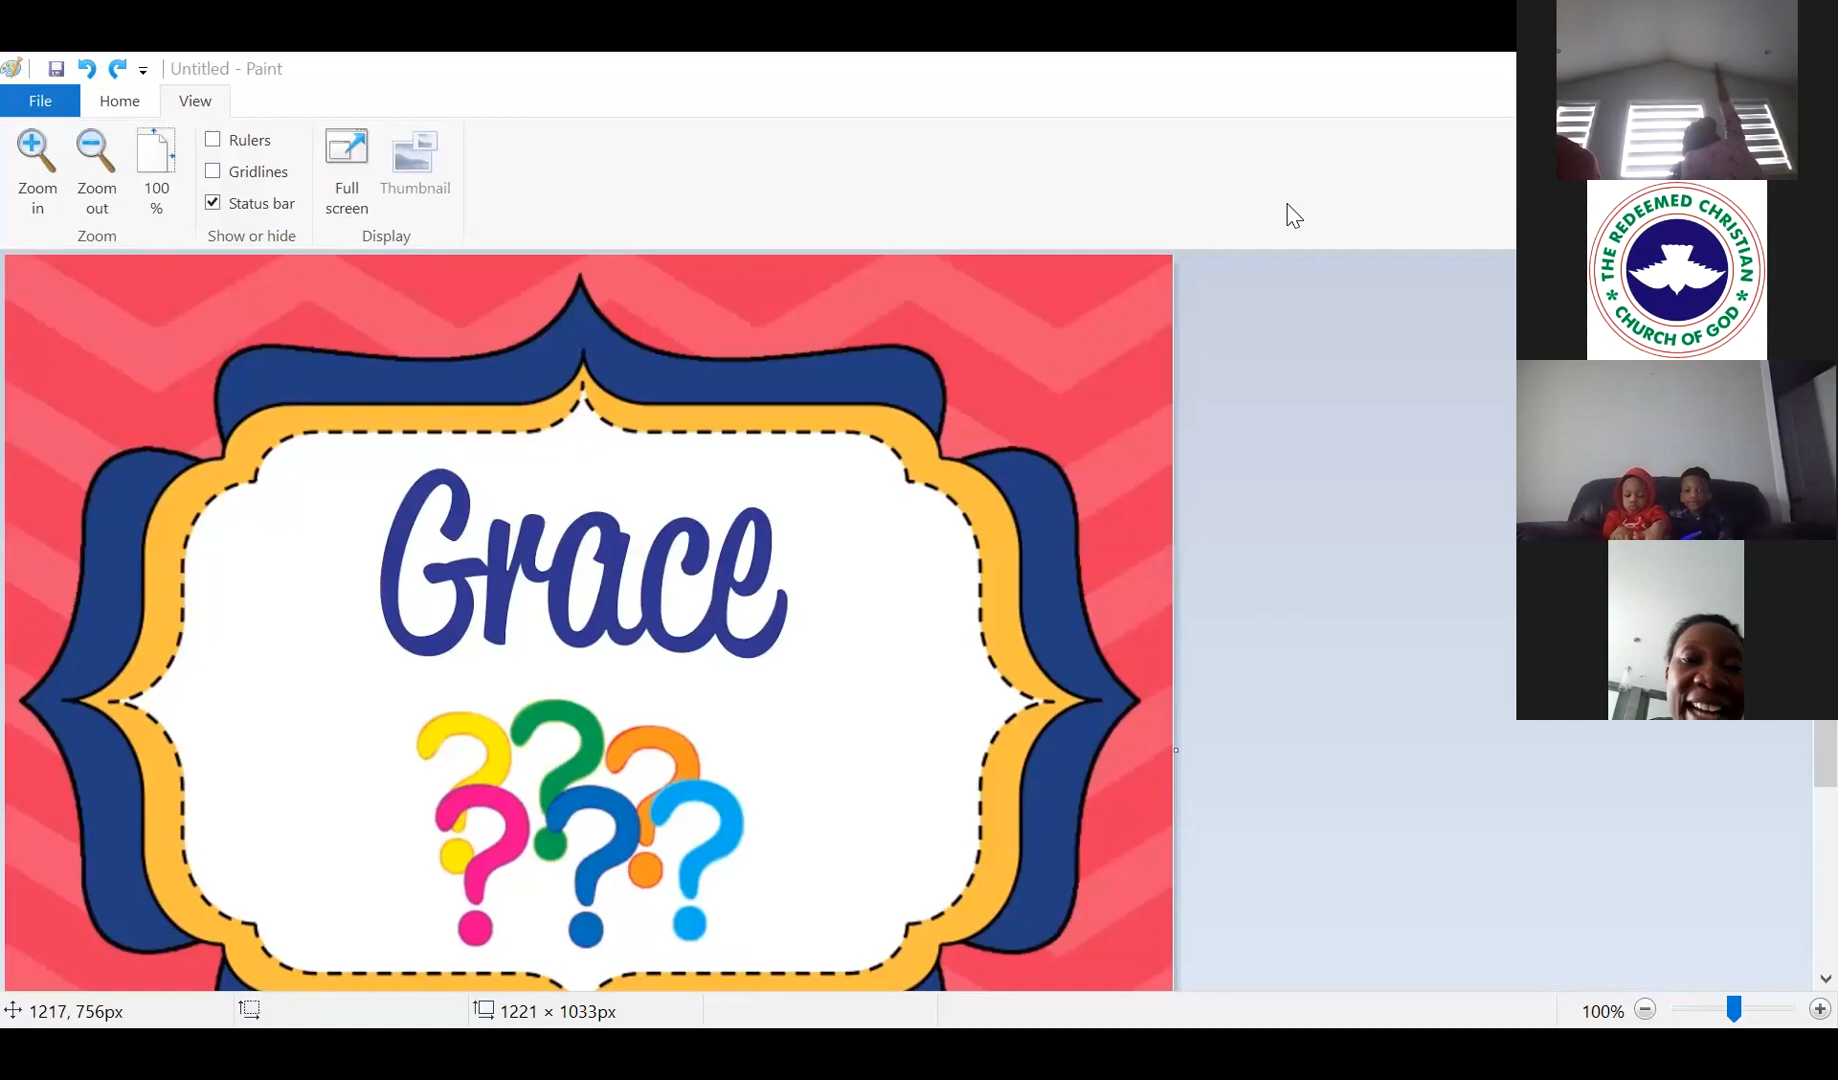 Untitled - Paint
File Home View
Zoom in
Zoom out
100 %
Rulers
Gridlines
Status bar
Full screen
Thumbnail
Zoom
Show or hide
Display
THE REDEEMED CHRISTIAN
CHURCH OF GOD
Grace
??????
1217, 756px
1221 × 1033px
100%